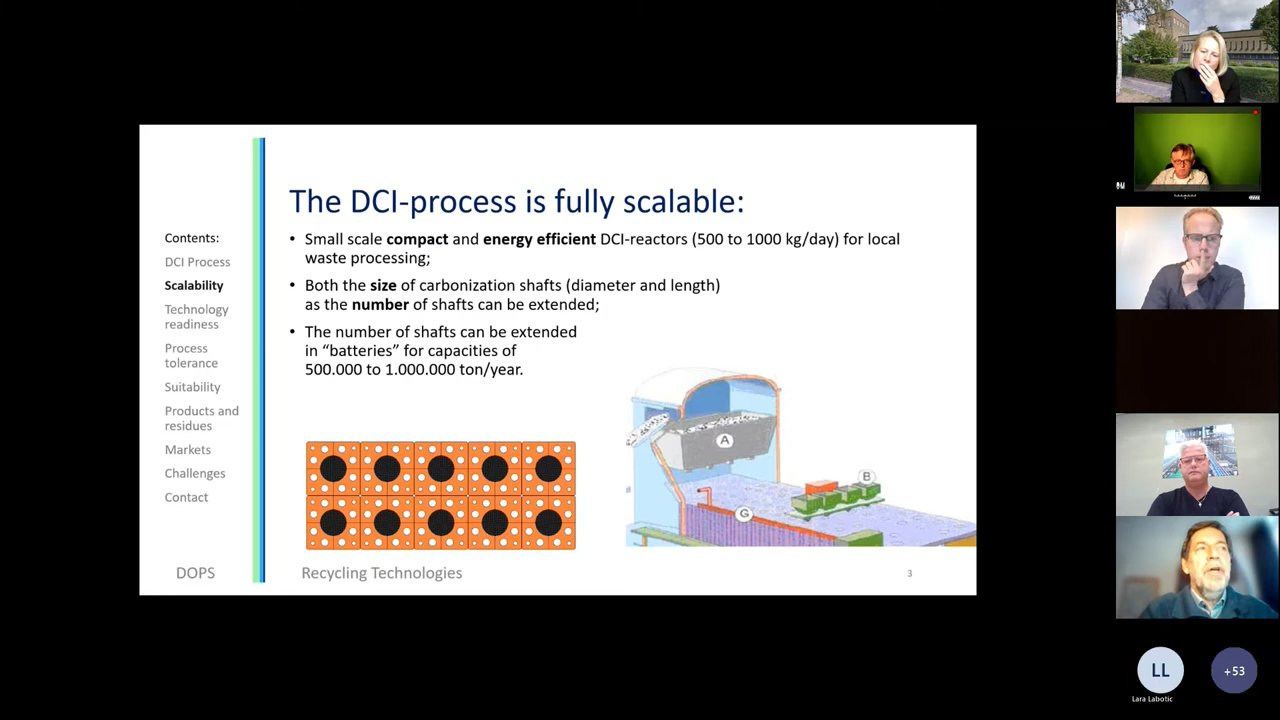 The DCI-process is fully scalable:
Contents:
DCI Process
Scalability
Technology
readiness
Process
tolerance
Suitability
Products and
residues
Markets
Challenges
Contact
• Small scale compact and energy efficient DCI-reactors (500 to 1000 kg/day) for local
waste processing;
• Both the size of carbonization shafts (diameter and length)
as the number of shafts can be extended;
• The number of shafts can be extended
in “batteries” for capacities of
500.000 to 1.000.000 ton/year.
A
B
G
DOPS
Recycling Technologies
3
LL
Lara Labotic
+53